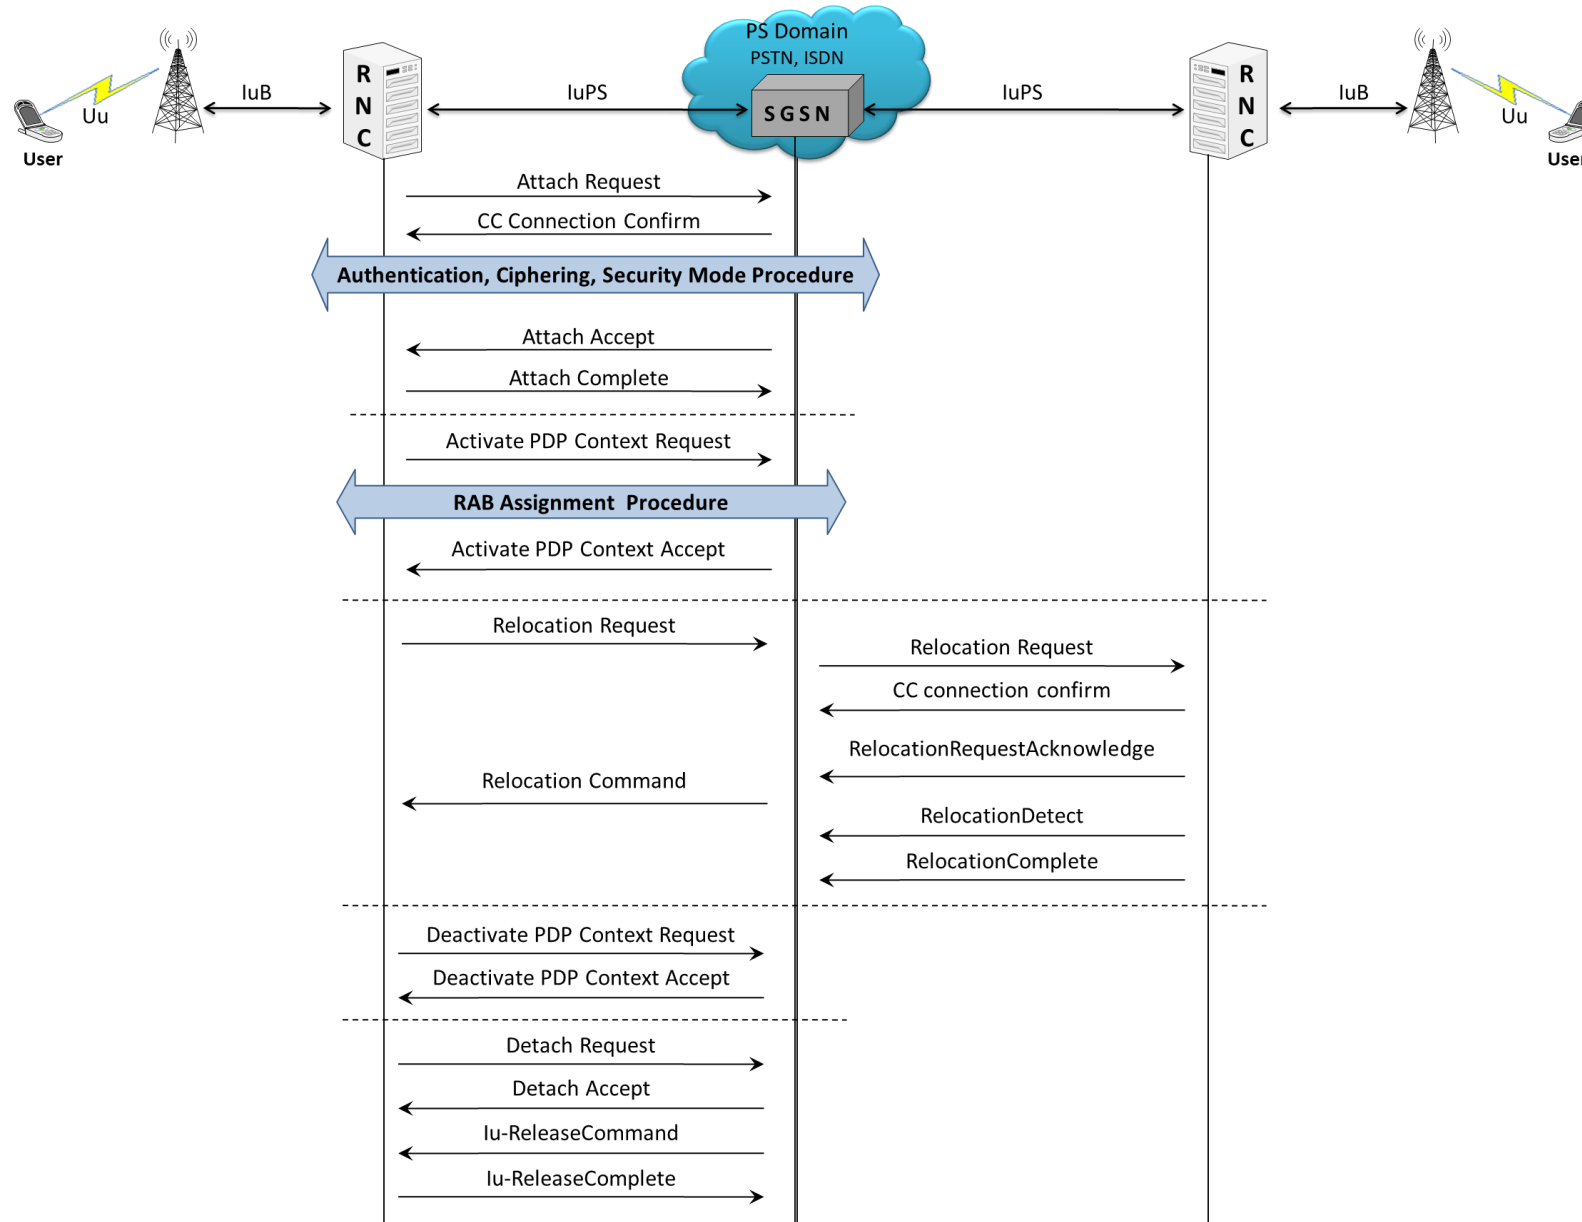 PS Domain
PSTN, ISDN
R
N
C
IuB
IuPS
SGSN
IuPS
R
N
C
IuB
Uu
Uu
User
User
Attach Request
CC Connection Confirm
Authentication, Ciphering, Security Mode Procedure
Attach Accept
Attach Complete
Activate PDP Context Request
RAB Assignment Procedure
Activate PDP Context Accept
Relocation Request
Relocation Request
CC connection confirm
RelocationRequestAcknowledge
Relocation Command
RelocationDetect
RelocationComplete
Deactivate PDP Context Request
Deactivate PDP Context Accept
Detach Request
Detach Accept
Iu-ReleaseCommand
Iu-ReleaseComplete